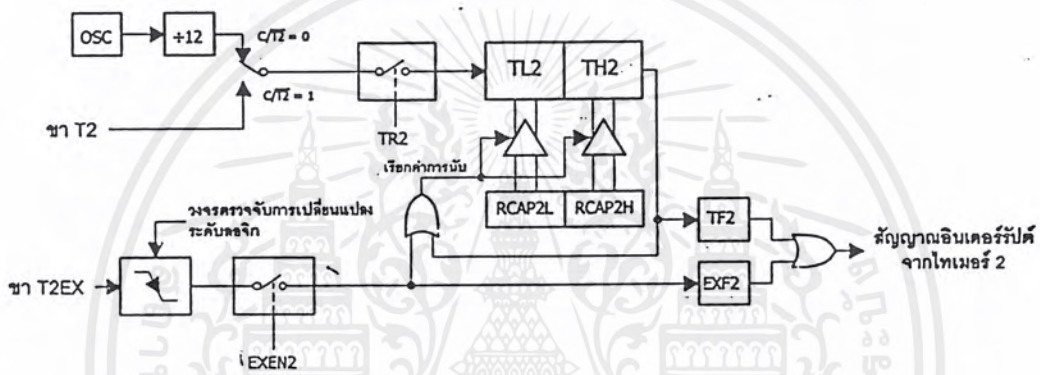 OSC
÷12
C/T2 = 0
C/T2 = 1
ขา T2
TR2
TL2
TH2
เรียกค่าการนับ
RCAP2L
RCAP2H
วงจรตรวจจับการเปลี่ยนแปลง
ระดับลอจิก
ขา T2EX
EXEN2
TF2
EXF2
สัญญาณอินเตอร์รัปต์
จากไทเมอร์ 2